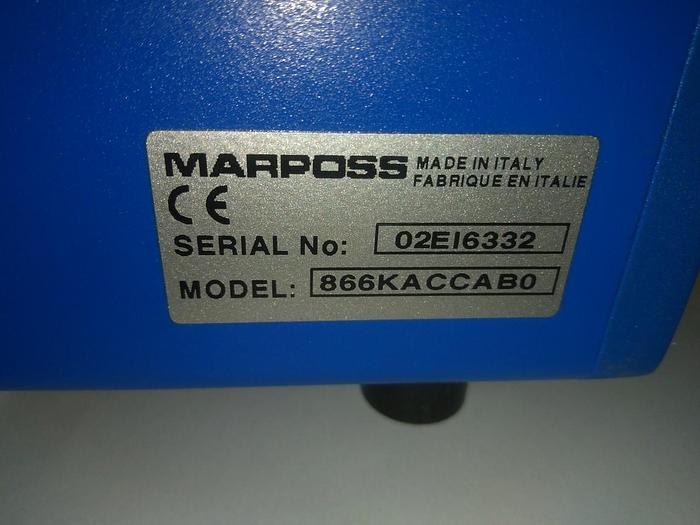 MARPOSS MADE IN ITALY
FABRIQUE EN ITALIE
CE
SERIAL No: 02EI6332
MODEL: 866KACCAB0